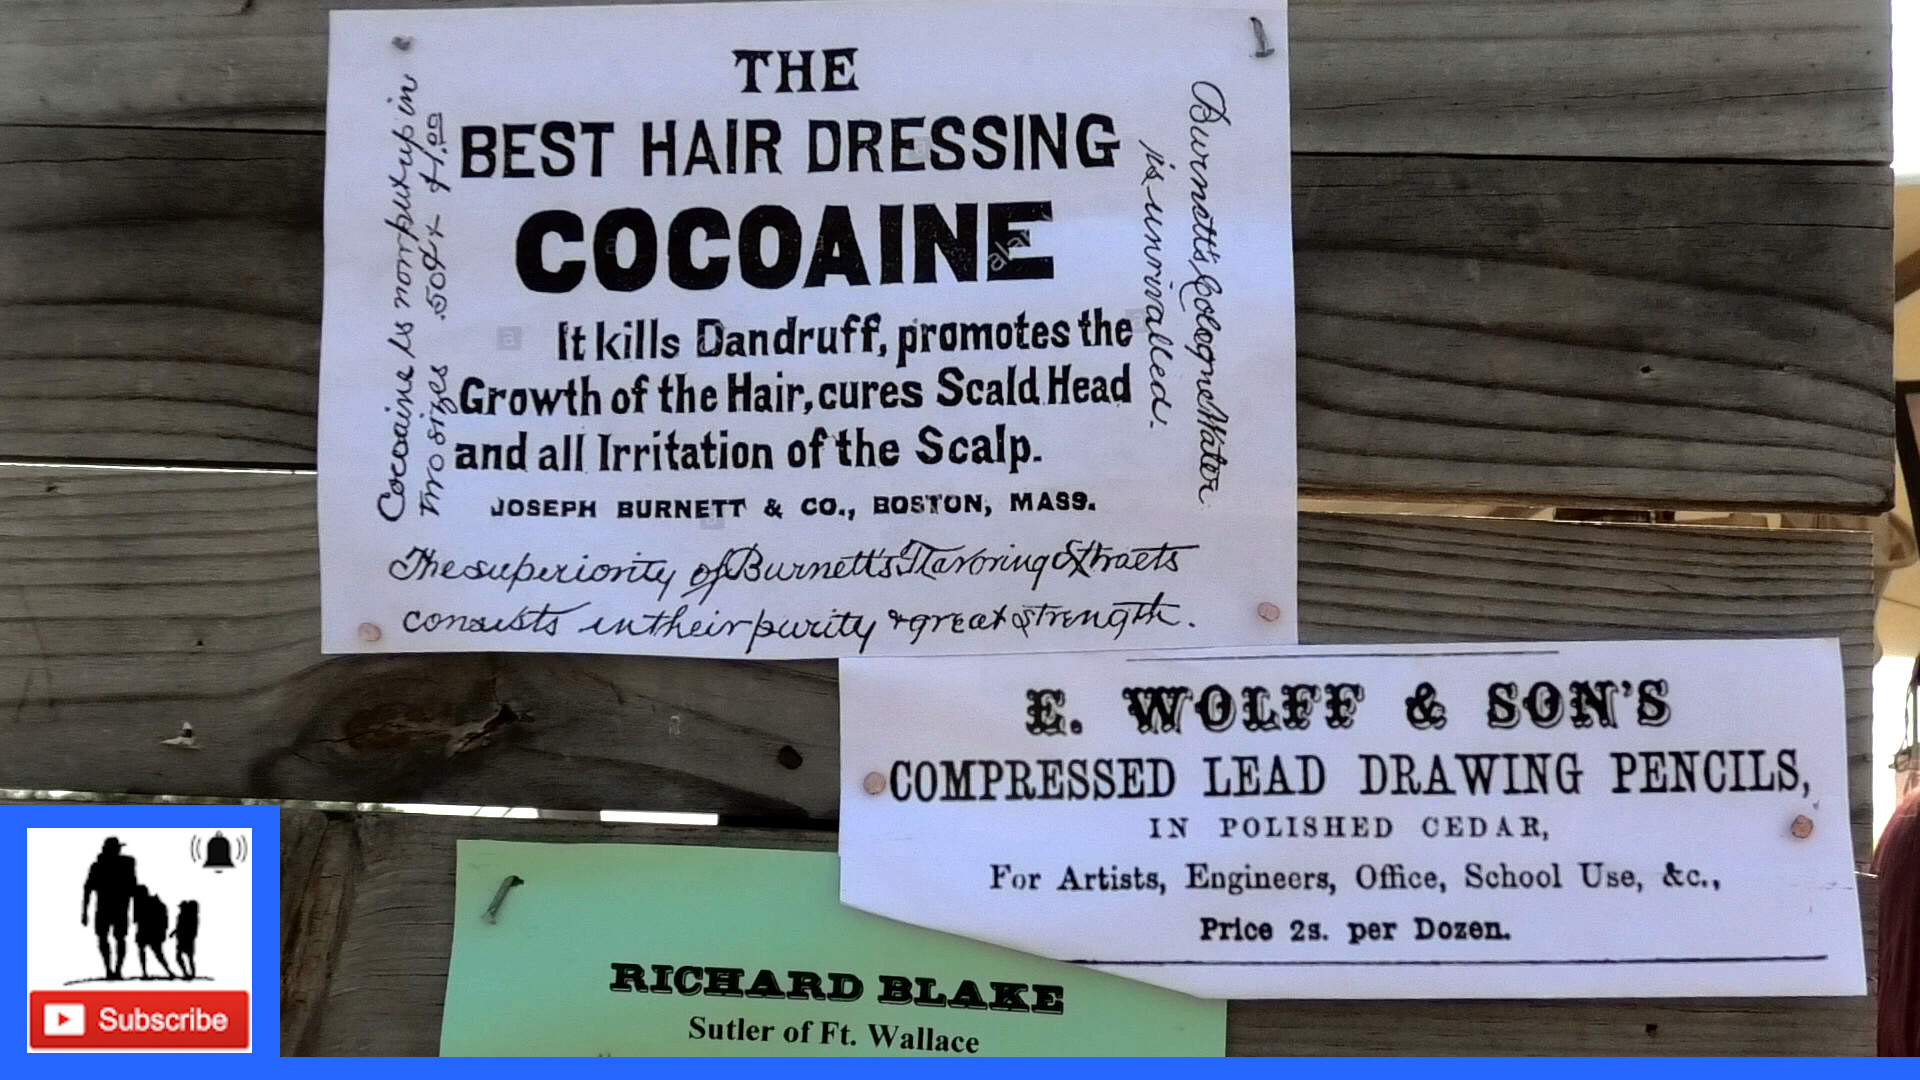 THE
BEST HAIR DRESSING
COCOAINE
It kills Dandruff, promotes the
Growth of the Hair, cures Scald Head
and all Irritation of the Scalp.
JOSEPH BURNETT & CO., BOSTON, MASS.
The superiority of Burnett's Flavoring Extracts
consists in their purity & great strength.
Cocoaine is now put up in
two sizes .50¢ & $1.00
Burnett's Cologne Water
is unrivalled.
E. WOLFF & SON'S
COMPRESSED LEAD DRAWING PENCILS,
IN POLISHED CEDAR,
For Artists, Engineers, Office, School Use, &c.,
Price 2s. per Dozen.
RICHARD BLAKE
Sutler of Ft. Wallace
Subscribe